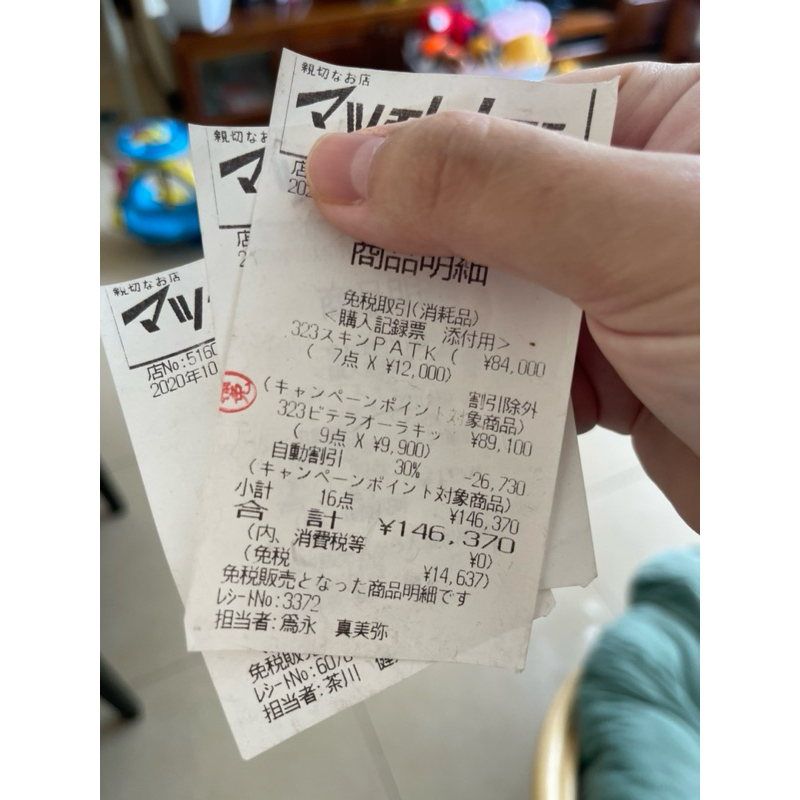 親切なお店
商品明細
免税取引(消耗品)
<購入記録票 添付用>
323スキンPATK ( ¥84,000
( 7点 X ¥12,000)
割引除外
(キャンペーンポイント対象商品)
323ビテラオーラキッ ¥89,100
( 9点 X ¥9,900)
自動割引 30% -26,730
(キャンペーンポイント対象商品)
小計 16点 ¥146,370
合 計 ¥146,370
(内、消費税等 ¥0)
(免税 ¥14,637)
免税販売となった商品明細です
レシートNo:3372
担当者:為永 真美弥
親切なお
親切なお店
マツ
店No:5160
2020年10
免税販
レシートNo:607
担当者:茶川